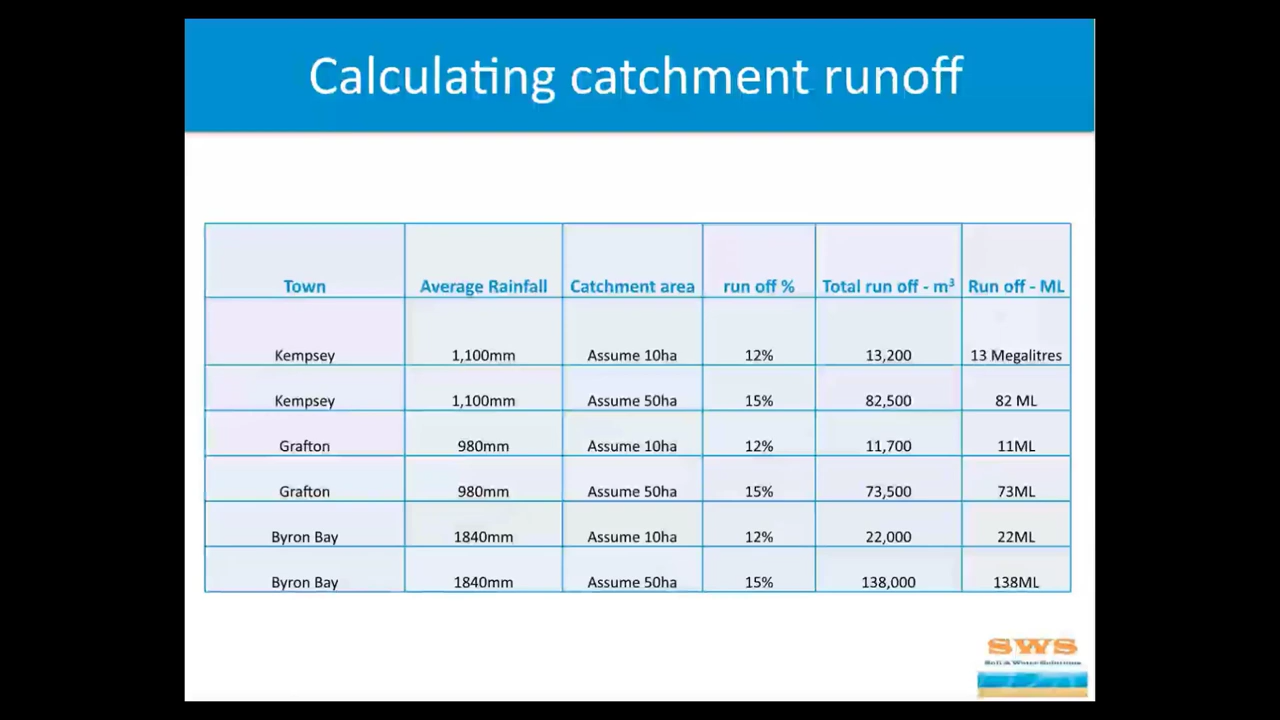 Calculating catchment runoff
Town Average Rainfall Catchment area run off % Total run off - m³ Run off - ML
Kempsey 1,100mm Assume 10ha 12% 13,200 13 Megalitres
Kempsey 1,100mm Assume 50ha 15% 82,500 82 ML
Grafton 980mm Assume 10ha 12% 11,700 11ML
Grafton 980mm Assume 50ha 15% 73,500 73ML
Byron Bay 1840mm Assume 10ha 12% 22,000 22ML
Byron Bay 1840mm Assume 50ha 15% 138,000 138ML
SWS
Soil & Water Solutions